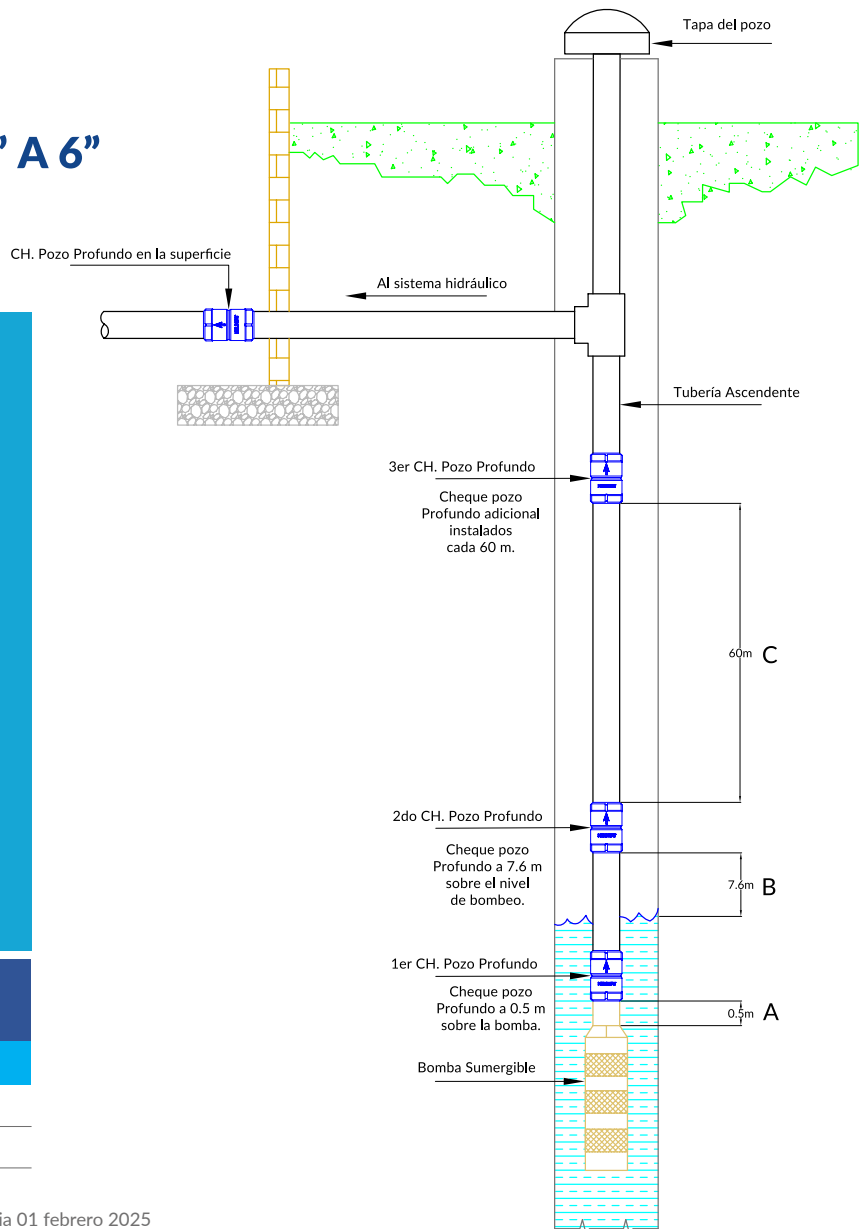 Tapa del pozo
” A 6”
CH. Pozo Profundo en la superficie
Al sistema hidráulico
Tubería Ascendente
3er CH. Pozo Profundo
Cheque pozo
Profundo adicional
instalados
cada 60 m.
60m C
2do CH. Pozo Profundo
Cheque pozo
Profundo a 7.6 m
sobre el nivel
de bombeo.
7.6m B
1er CH. Pozo Profundo
Cheque pozo
Profundo a 0.5 m
sobre la bomba.
0.5m A
Bomba Sumergible
ia 01 febrero 2025